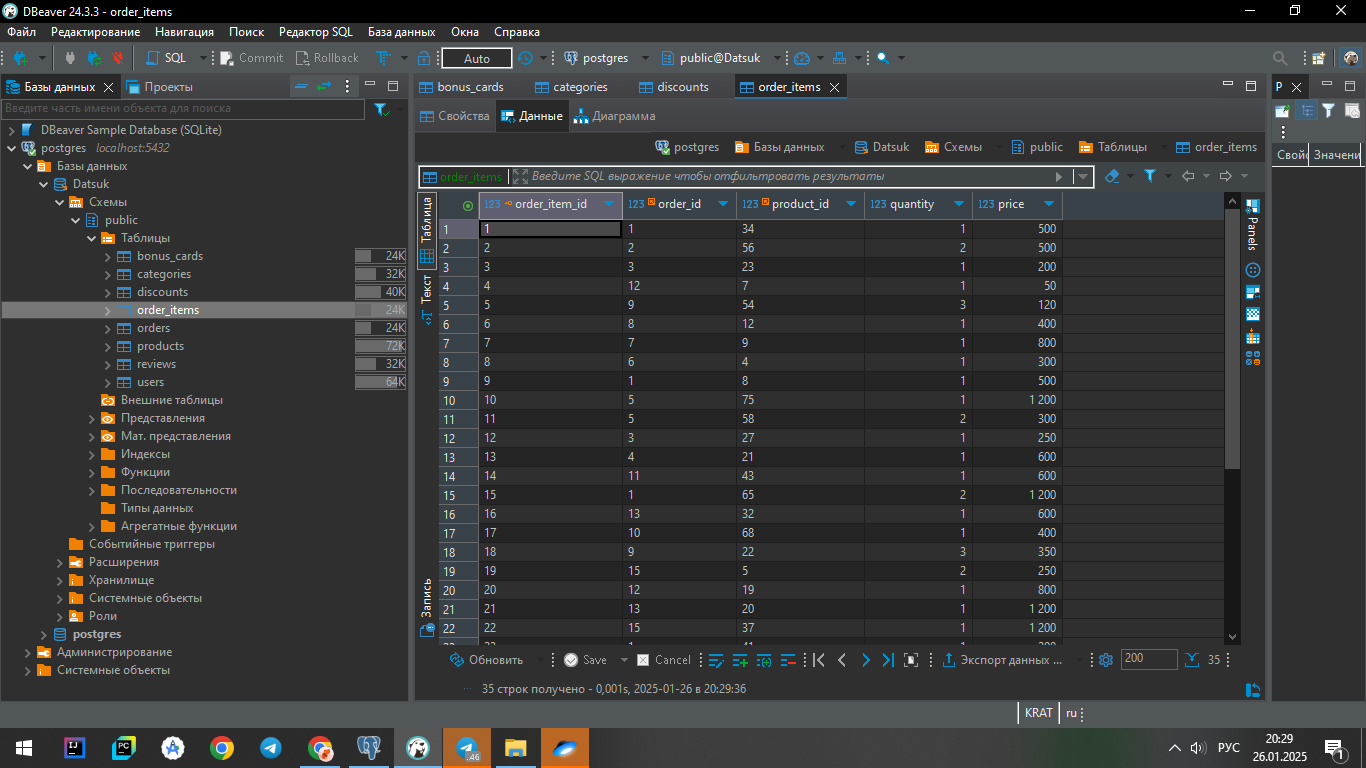 DBeaver 24.3.3 - order_items
Файл Редактирование Навигация Поиск Редактор SQL База данных Окна Справка
SQL Commit Rollback Auto postgres public@Datsuk
Базы данных Проекты
Введите часть имени объекта для поиска
DBeaver Sample Database (SQLite)
postgres localhost:5432
Базы данных
Datsuk
Схемы
public
Таблицы
bonus_cards 24K
categories 32K
discounts 40K
order_items 24K
orders 24K
products 72K
reviews 32K
users 64K
Внешние таблицы
Представления
Мат. представления
Индексы
Функции
Последовательности
Типы данных
Агрегатные функции
Событийные триггеры
Расширения
Хранилище
Системные объекты
Роли
postgres
Администрирование
Системные объекты
bonus_cards categories discounts order_items
Свойства Данные Диаграмма
postgres Базы данных Datsuk Схемы public Таблицы order_items
order_items Введите SQL выражение чтобы отфильтровать результаты
Таблица
Текст
Запись
123 order_item_id 123 order_id 123 product_id 123 quantity 123 price
1 1 1 34 1 500
2 2 2 56 2 500
3 3 3 23 1 200
4 4 12 7 1 50
5 5 9 54 3 120
6 6 8 12 1 400
7 7 7 9 1 800
8 8 6 4 1 300
9 9 1 8 1 500
10 10 5 75 1 1 200
11 11 5 58 2 300
12 12 3 27 1 250
13 13 4 21 1 600
14 14 11 43 1 600
15 15 1 65 2 1 200
16 16 13 32 1 600
17 17 10 68 1 400
18 18 9 22 3 350
19 19 15 5 2 250
20 20 12 19 1 800
21 21 13 20 1 1 200
22 22 15 37 1 1 200
Panels
Обновить Save Cancel Экспорт данных ... 200 35
35 строк получено - 0,001s, 2025-01-26 в 20:29:36
P
Свой Значени
KRAT ru
IJ PC ..46 РУС 20:29
26.01.2025
1